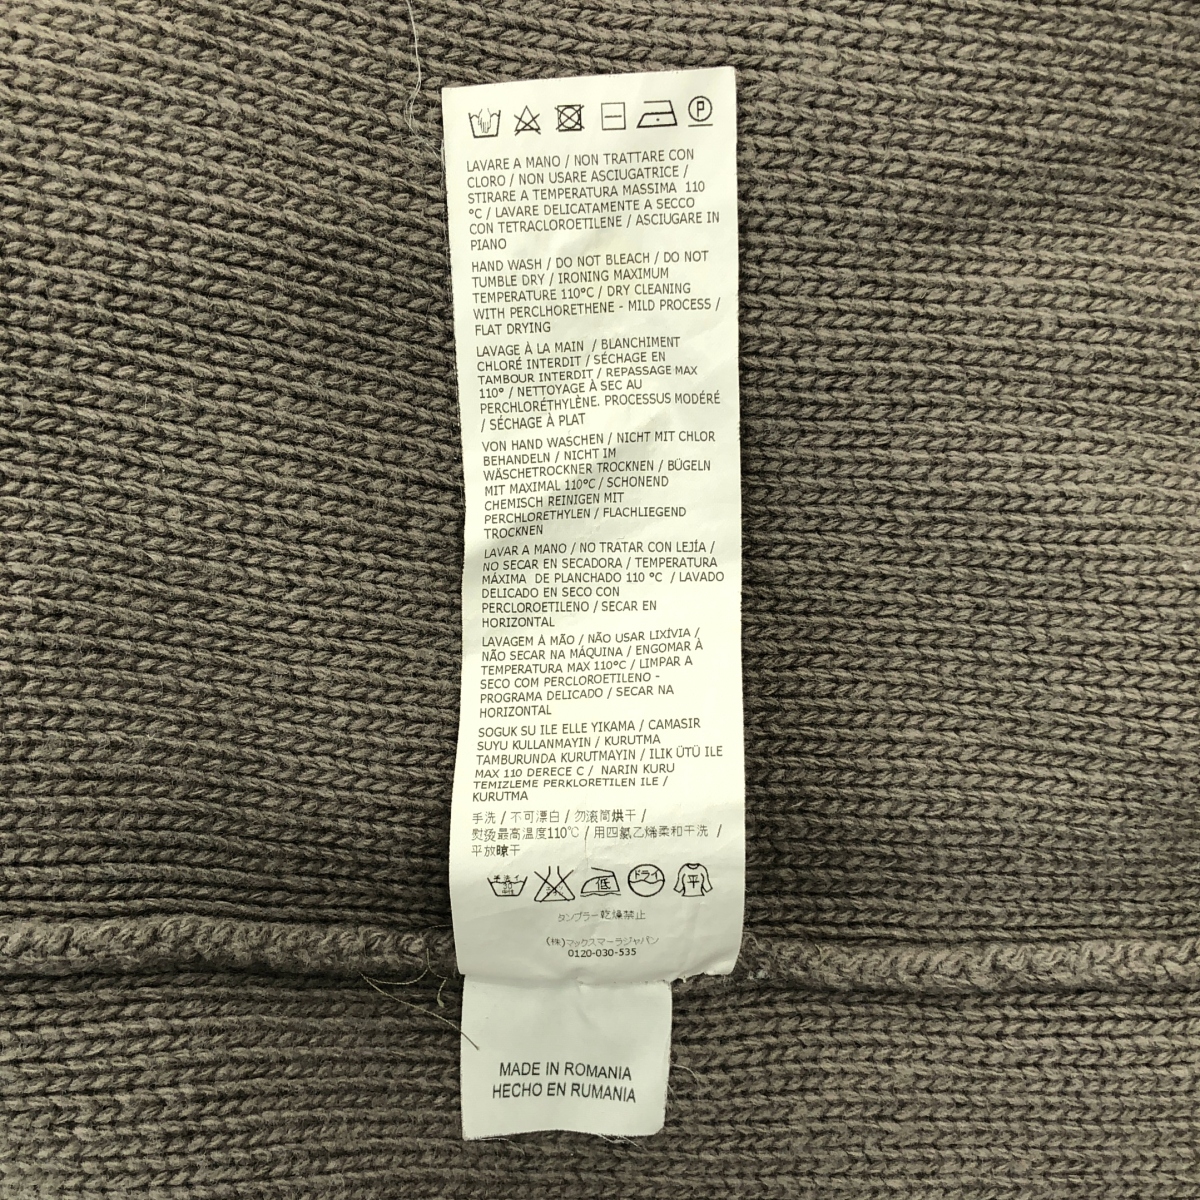 P
LAVARE A MANO / NON TRATTARE CON
CLORO / NON USARE ASCIUGATRICE /
STIRARE A TEMPERATURA MASSIMA 110
°C / LAVARE DELICATAMENTE A SECCO
CON TETRACLOROETILENE / ASCIUGARE IN
PIANO
HAND WASH / DO NOT BLEACH / DO NOT
TUMBLE DRY / IRONING MAXIMUM
TEMPERATURE 110°C / DRY CLEANING
WITH PERCLHORETHENE - MILD PROCESS /
FLAT DRYING
LAVAGE À LA MAIN / BLANCHIMENT
CHLORÉ INTERDIT / SÉCHAGE EN
TAMBOUR INTERDIT / REPASSAGE MAX
110° / NETTOYAGE À SEC AU
PERCHLORÉTHYLÈNE. PROCESSUS MODÉRÉ
/ SÉCHAGE À PLAT
VON HAND WASCHEN / NICHT MIT CHLOR
BEHANDELN / NICHT IM
WÄSCHETROCKNER TROCKNEN / BÜGELN
MIT MAXIMAL 110°C / SCHONEND
CHEMISCH REINIGEN MIT
PERCHLORETHYLEN / FLACHLIEGEND
TROCKNEN
LAVAR A MANO / NO TRATAR CON LEJÍA /
NO SECAR EN SECADORA / TEMPERATURA
MÁXIMA DE PLANCHADO 110 °C / LAVADO
DELICADO EN SECO CON
PERCLOROETILENO / SECAR EN
HORIZONTAL
LAVAGEM À MÃO / NÃO USAR LIXÍVIA /
NÃO SECAR NA MÁQUINA / ENGOMAR À
TEMPERATURA MAX 110°C / LIMPAR A
SECO COM PERCLOROETILENO -
PROGRAMA DELICADO / SECAR NA
HORIZONTAL
SOGUK SU ILE ELLE YIKAMA / CAMASIR
SUYU KULLANMAYIN / KURUTMA
TAMBURUNDA KURUTMAYIN / ILIK ÜTÜ ILE
MAX 110 DERECE C / NARIN KURU
TEMIZLEME PERKLORETILEN ILE /
KURUTMA
手洗 / 不可漂白 / 勿滚筒烘干 /
熨烫最高温度110℃ / 用四氯乙烯柔和干洗 /
平放晾干
手洗イ 30 低 ドライ 平
タンブラー乾燥禁止
(株)マックスマーラジャパン
0120-030-535
MADE IN ROMANIA
HECHO EN RUMANIA